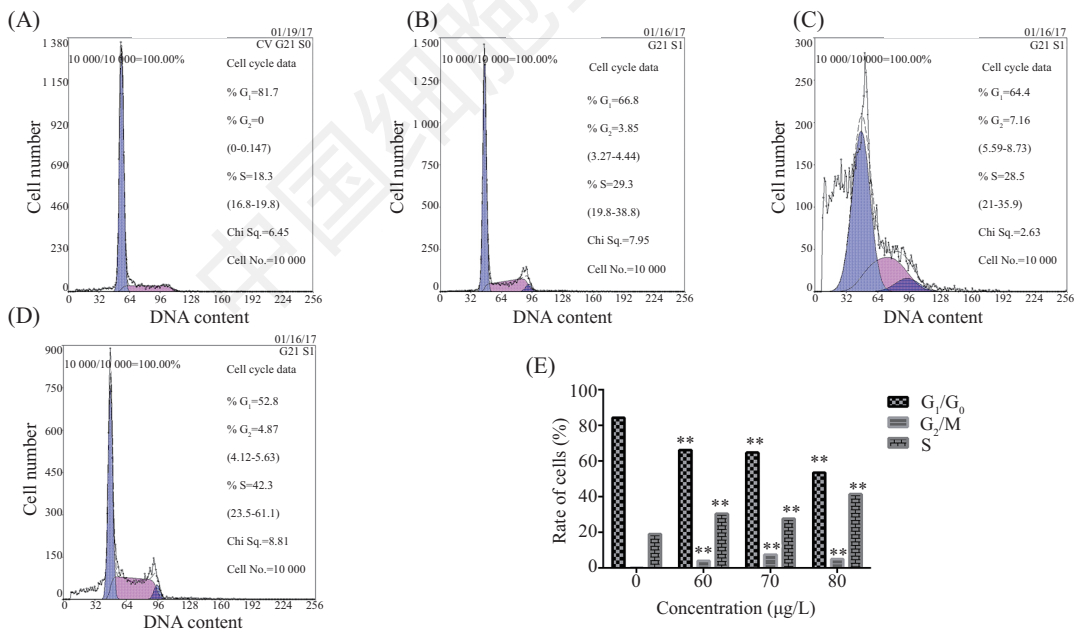 中国细胞
(A)
01/19/17
CV G21 S0
10 000/10 000=100.00%
Cell cycle data
% G₁=81.7
% G₂=0
(0-0.147)
% S=18.3
(16.8-19.8)
Chi Sq.=6.45
Cell No.=10 000
Cell number
1 380
1 150
920
690
460
230
0
0 32 64 96 128 160 192 224 256
DNA content
(B)
01/16/17
G21 S1
10 000/10 000=100.00%
Cell cycle data
% G₁=66.8
% G₂=3.85
(3.27-4.44)
% S=29.3
(19.8-38.8)
Chi Sq.=7.95
Cell No.=10 000
Cell number
1 500
1 250
1 000
750
500
250
0
0 32 64 96 128 160 192 224 256
DNA content
(C)
01/16/17
G21 S1
10 000/10 000=100.00%
Cell cycle data
% G₁=64.4
% G₂=7.16
(5.59-8.73)
% S=28.5
(21-35.9)
Chi Sq.=2.63
Cell No.=10 000
Cell number
300
250
200
150
100
50
0
0 32 64 96 128 160 192 224 256
DNA content
(D)
01/16/17
G21 S1
10 000/10 000=100.00%
Cell cycle data
% G₁=52.8
% G₂=4.87
(4.12-5.63)
% S=42.3
(23.5-61.1)
Chi Sq.=8.81
Cell No.=10 000
Cell number
900
750
600
450
300
150
0
0 32 64 96 128 160 192 224 256
DNA content
(E)
Rate of cells (%)
100
80
60
40
20
0
** ** **
** ** **
** ** **
0 60 70 80
Concentration (μg/L)
G₁/G₀
G₂/M
S